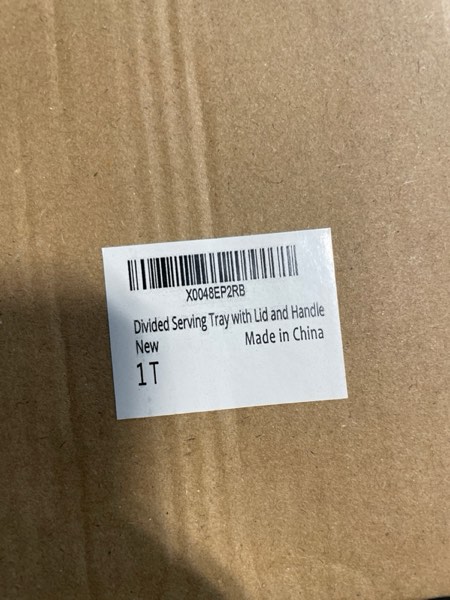 X0048EP2RB
Divided Serving Tray with Lid and Handle
New Made in China
1T